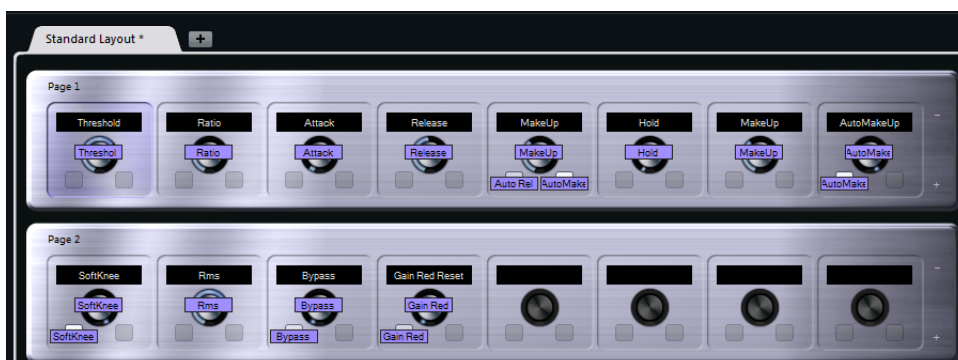 Standard Layout *
Page 1
Threshold Ratio Attack Release MakeUp Hold MakeUp AutoMakeUp
Threshol Ratio Attack Release MakeUp Hold MakeUp AutoMake
Auto Rel AutoMake AutoMake
Page 2
SoftKnee Rms Bypass Gain Red Reset
SoftKnee Rms Bypass Gain Red
SoftKnee Bypass Gain Red